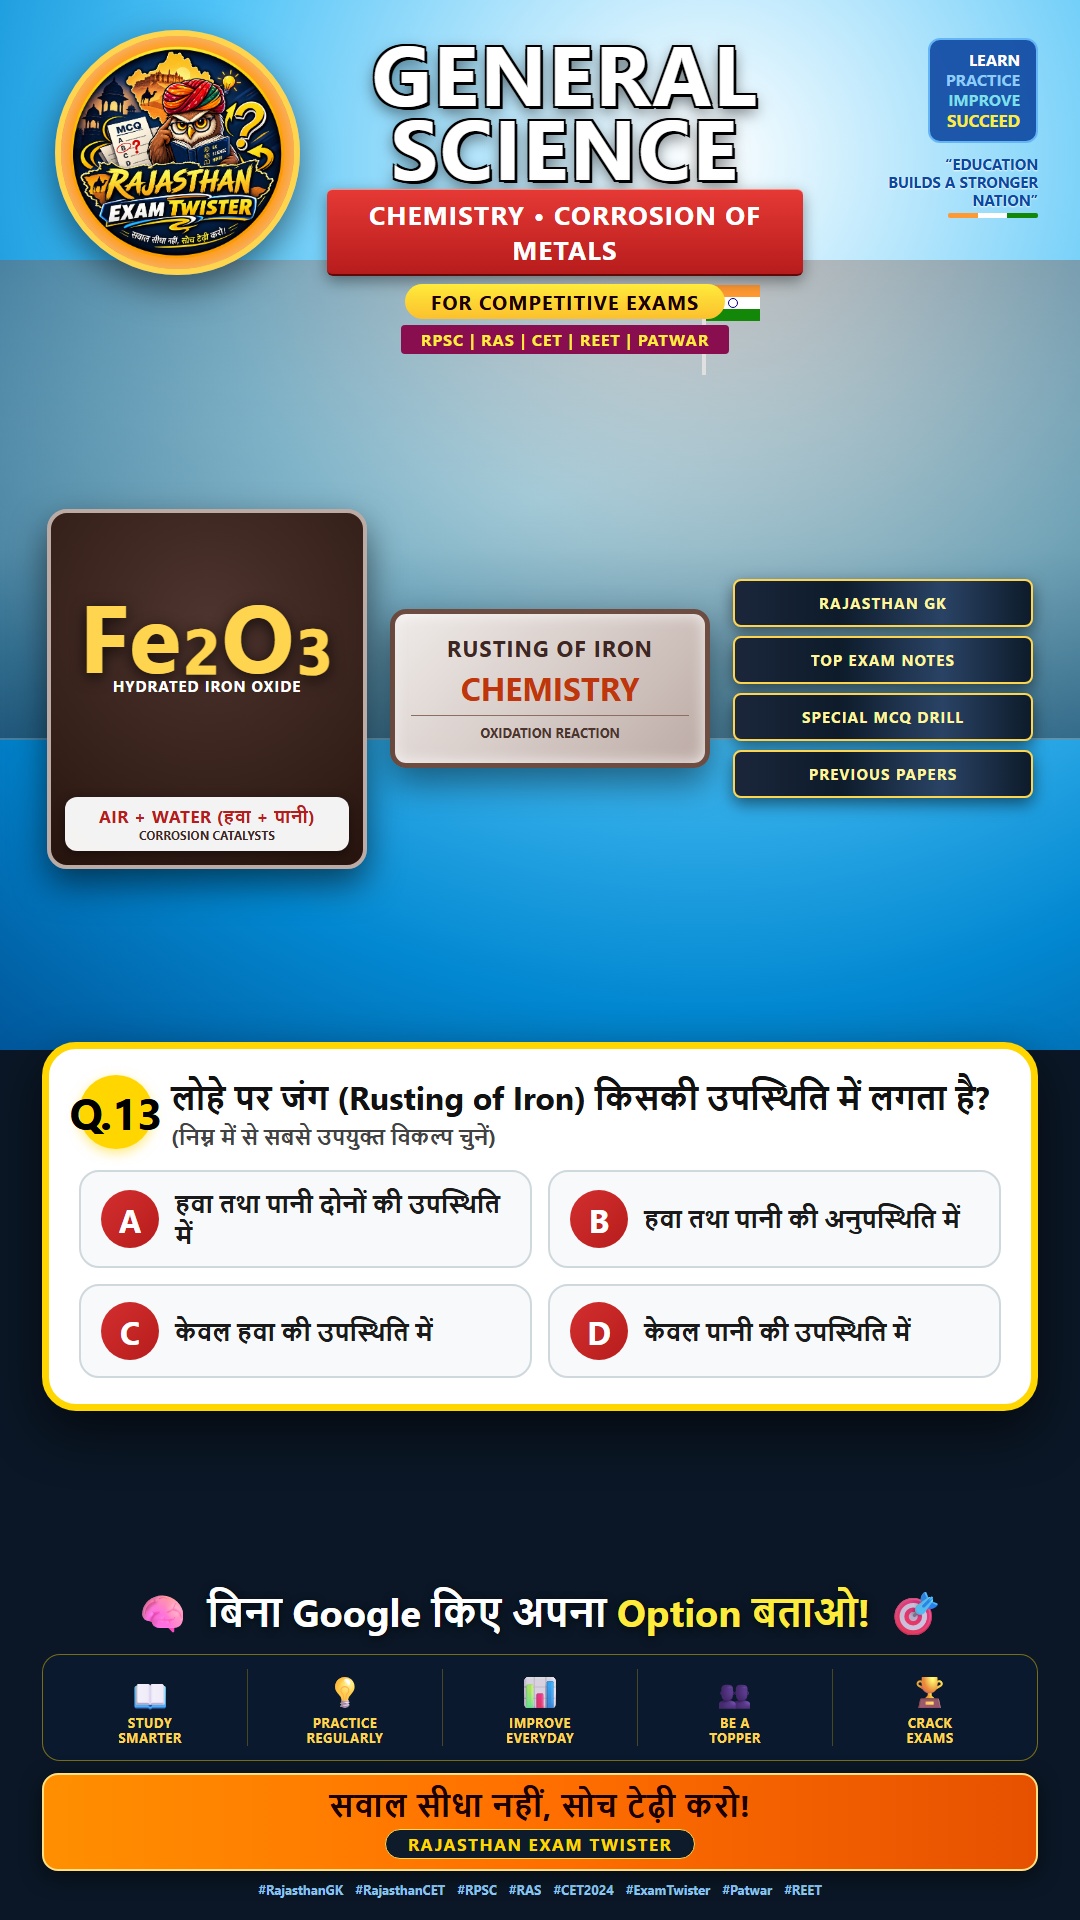 MCQ
RAJASTHAN
EXAM TWISTER
सवाल सीधा नहीं, सोच टेढ़ी करो!
GENERAL
SCIENCE
CHEMISTRY • CORROSION OF
METALS
FOR COMPETITIVE EXAMS
RPSC | RAS | CET | REET | PATWAR
LEARN
PRACTICE
IMPROVE
SUCCEED
“EDUCATION
BUILDS A STRONGER
NATION”
Fe2O3
HYDRATED IRON OXIDE
AIR + WATER (हवा + पानी)
CORROSION CATALYSTS
RUSTING OF IRON
CHEMISTRY
OXIDATION REACTION
RAJASTHAN GK
TOP EXAM NOTES
SPECIAL MCQ DRILL
PREVIOUS PAPERS
Q.13 लोहे पर जंग (Rusting of Iron) किसकी उपस्थिति में लगता है?
(निम्न में से सबसे उपयुक्त विकल्प चुनें)
A हवा तथा पानी दोनों की उपस्थिति
में
B हवा तथा पानी की अनुपस्थिति में
C केवल हवा की उपस्थिति में
D केवल पानी की उपस्थिति में
बिना Google किए अपना Option बताओ!
STUDY
SMARTER
PRACTICE
REGULARLY
IMPROVE
EVERYDAY
BE A
TOPPER
CRACK
EXAMS
सवाल सीधा नहीं, सोच टेढ़ी करो!
RAJASTHAN EXAM TWISTER
#RajasthanGK #RajasthanCET #RPSC #RAS #CET2024 #ExamTwister #Patwar #REET